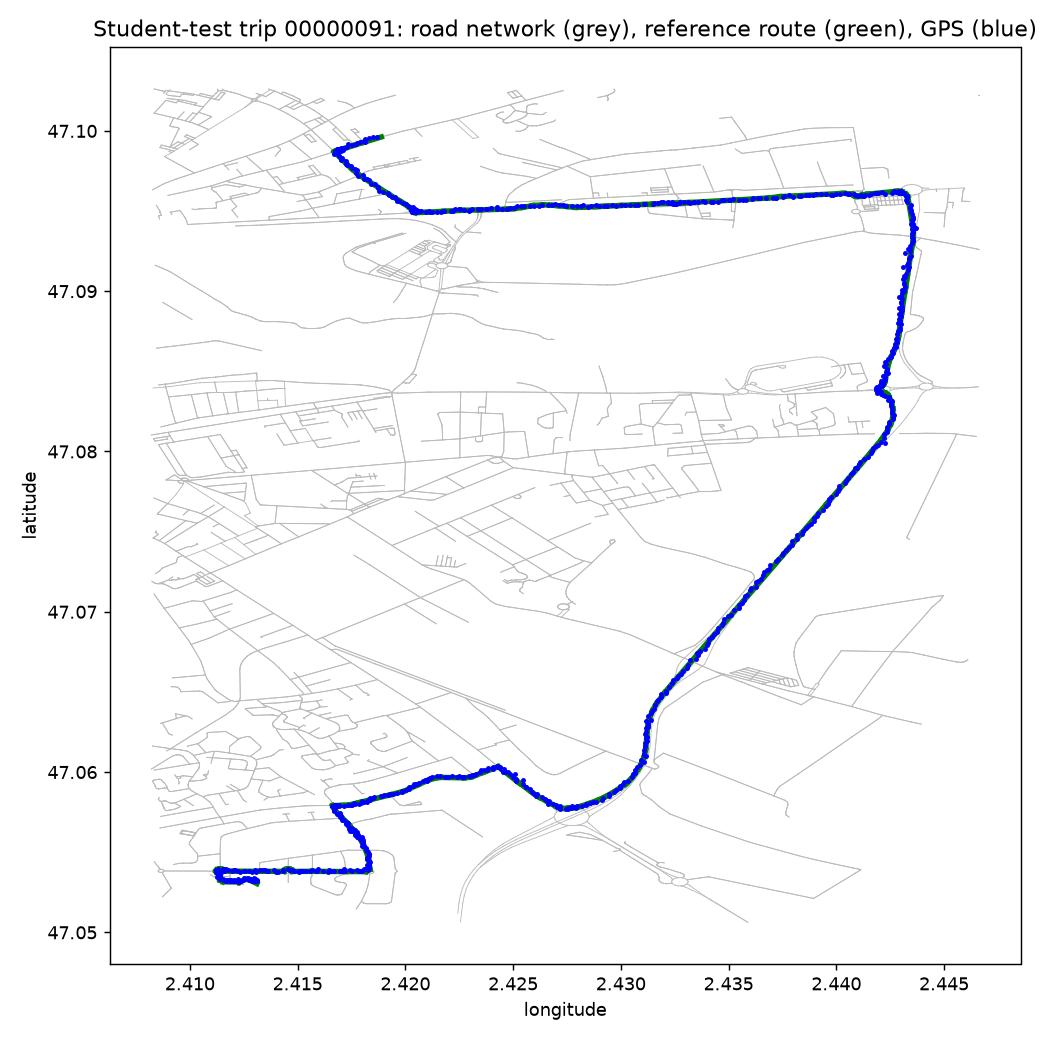 Student-test trip 00000091: road network (grey), reference route (green), GPS (blue)
47.10
47.09
47.08
47.07
47.06
47.05
latitude
2.410 2.415 2.420 2.425 2.430 2.435 2.440 2.445
longitude